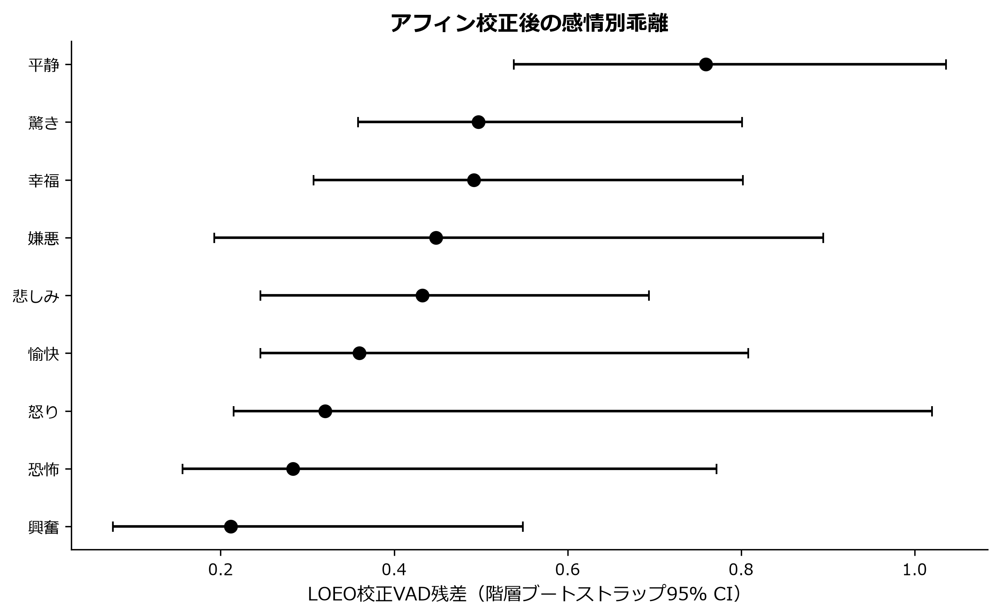 アフィン校正後の感情別乖離
平静
驚き
幸福
嫌悪
悲しみ
愉快
怒り
恐怖
興奮
0.2 0.4 0.6 0.8 1.0
LOEO校正VAD残差（階層ブートストラップ95% CI）